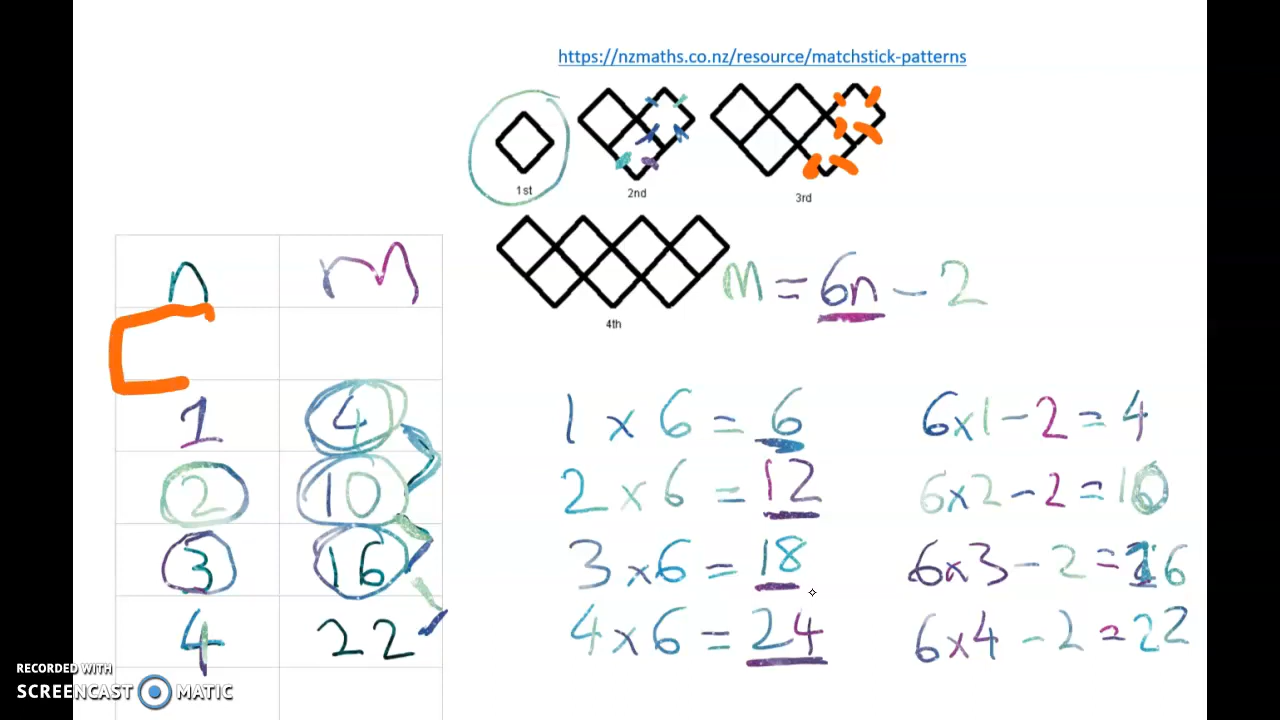 https://nzmaths.co.nz/resource/matchstick-patterns
1st
2nd
3rd
4th
M = 6n - 2
n m
1 4
2 10
3 16
4 22
1 x 6 = 6
2 x 6 = 12
3 x 6 = 18
4 x 6 = 24
6x1-2=4
6x2-2=10
6x3-2=16
6x4-2=22
RECORDED WITH
SCREENCAST MATIC